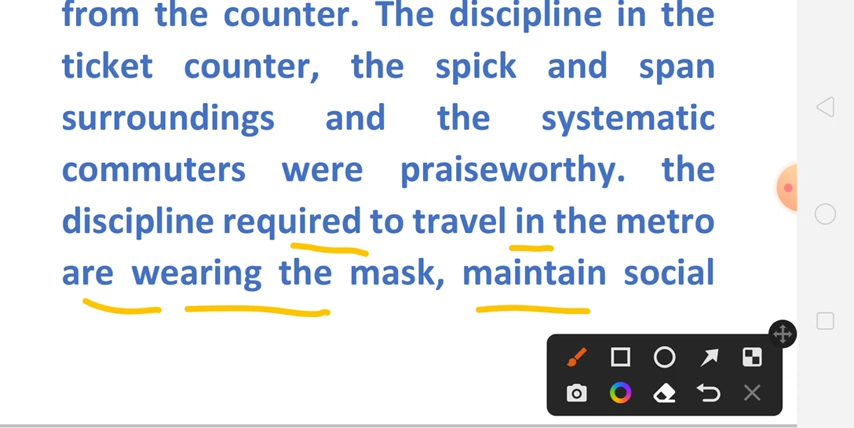 from the counter. The discipline in the
ticket counter, the spick and span
surroundings and the systematic
commuters were praiseworthy. the
discipline required to travel in the metro
are wearing the mask, maintain social